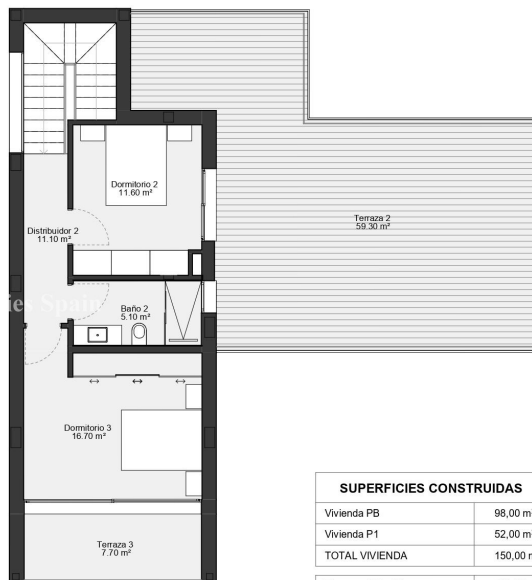 Dormitorio 2
11.60 m²
Terraza 2
59.30 m²
Distribuidor 2
11.10 m²
Baño 2
5.10 m²
Dormitorio 3
16.70 m²
Terraza 3
7.70 m²
SUPERFICIES CONSTRUIDAS
Vivienda PB 98,00 m
Vivienda P1 52,00 m
TOTAL VIVIENDA 150,00 m